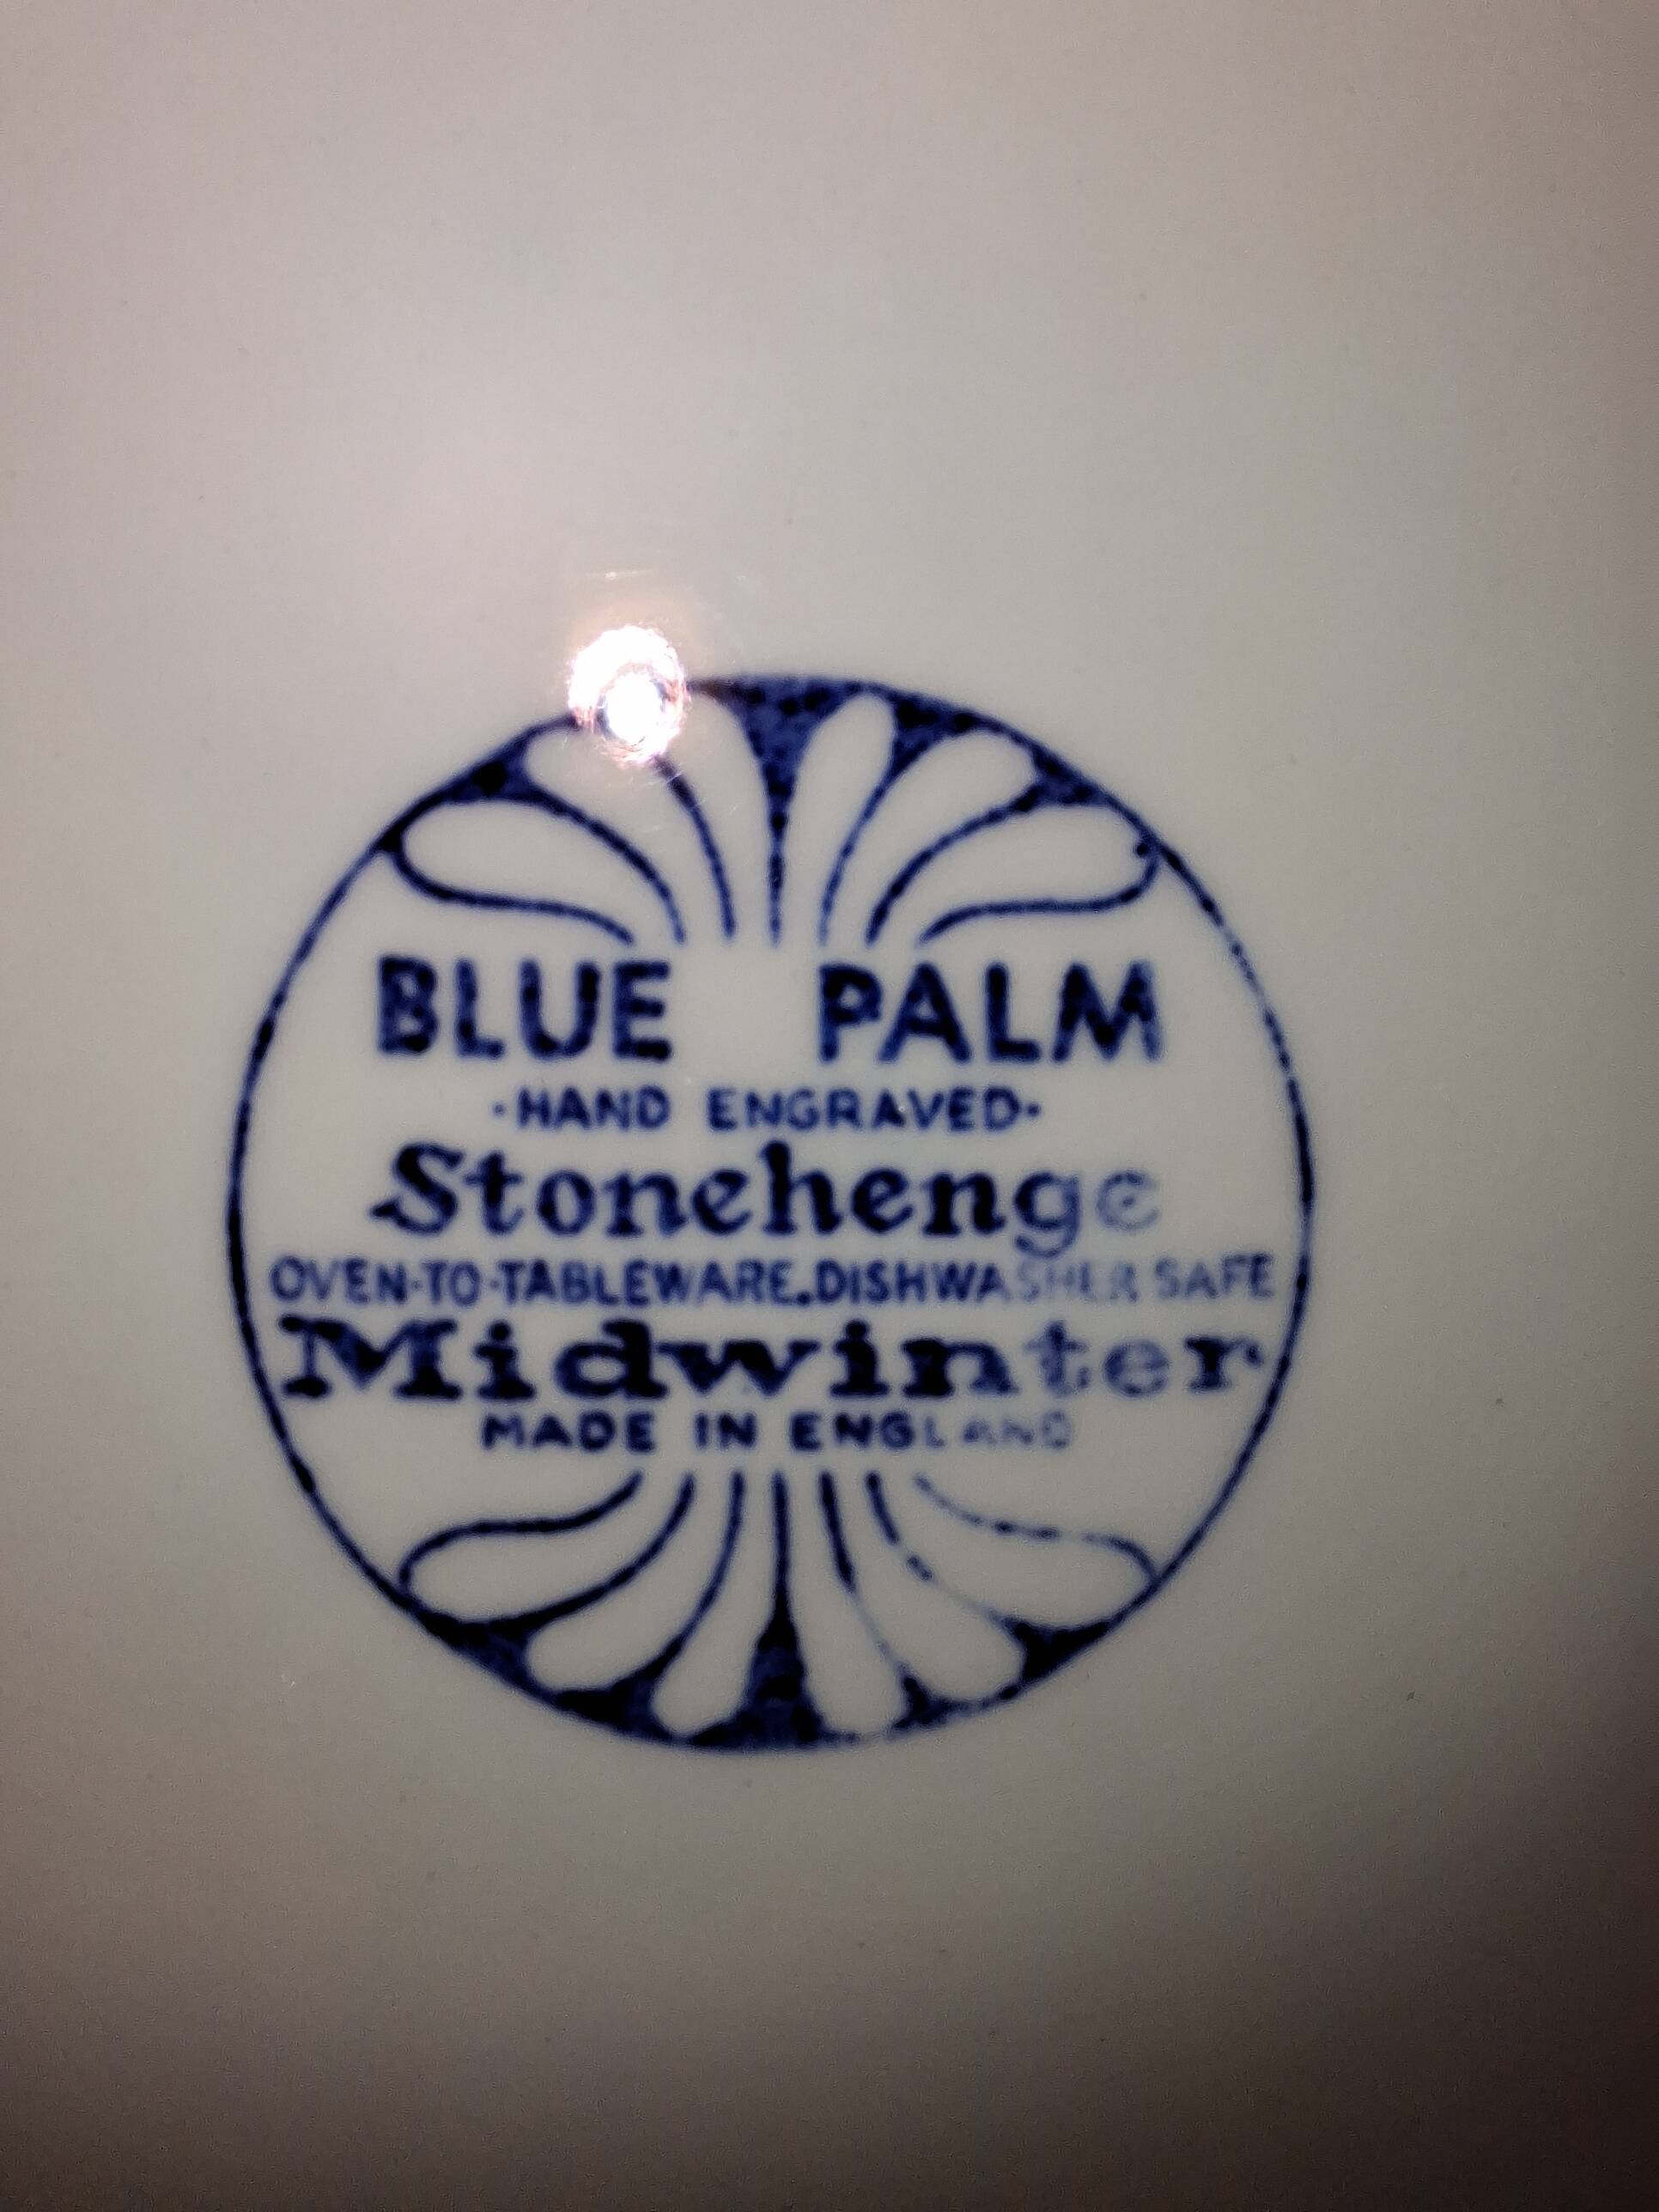 BLUE PALM
·HAND ENGRAVED·
Stonehenge
OVEN-TO-TABLEWARE.DISHWASHER SAFE
Midwinter
MADE IN ENGLAND